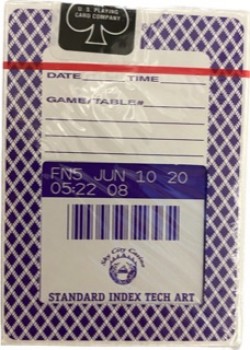 U.S. PLAYING
CARD COMPANY
DATE TIME
GAME/TABLE#
FN5 JUN 10 20
05:22 08
Sky City Casino
STANDARD INDEX TECH ART